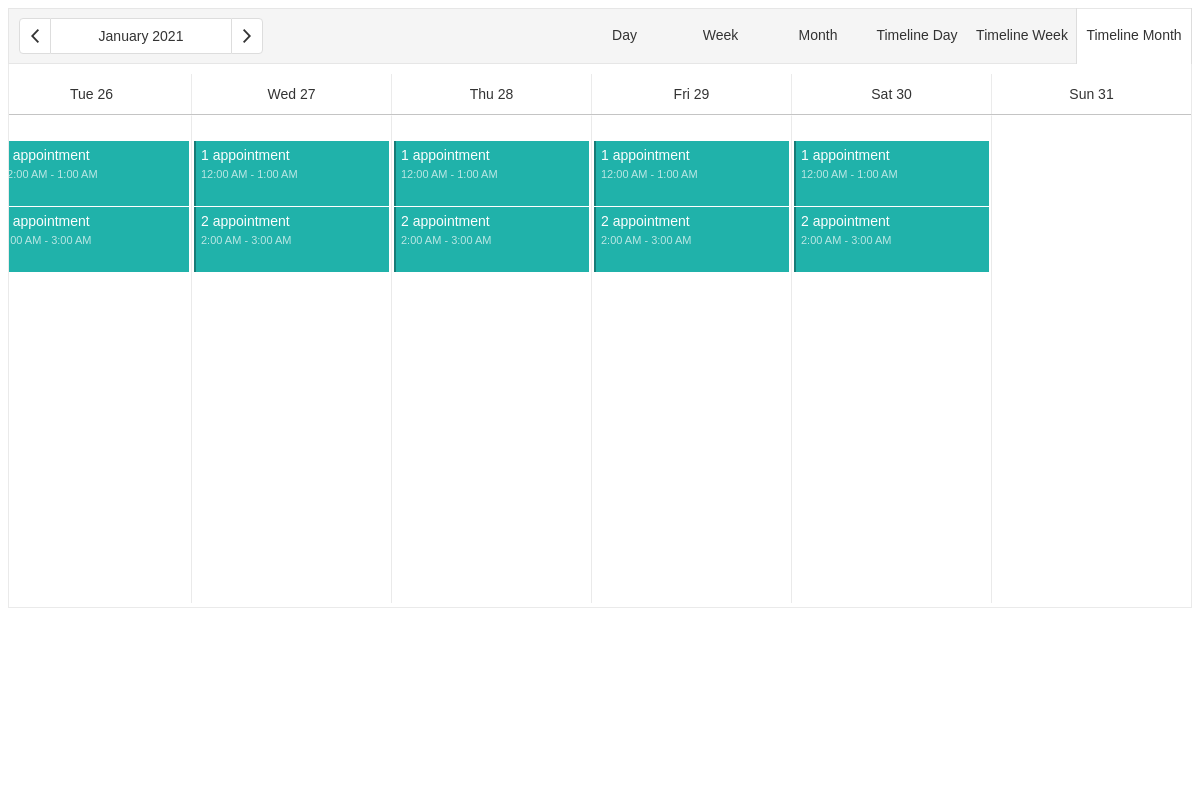 January 2021
Day
Week
Month
Timeline Day
Timeline Week
Timeline Month
Tue 26
Wed 27
Thu 28
Fri 29
Sat 30
Sun 31
appointment
2:00 AM - 1:00 AM
1 appointment
12:00 AM - 1:00 AM
1 appointment
12:00 AM - 1:00 AM
1 appointment
12:00 AM - 1:00 AM
1 appointment
12:00 AM - 1:00 AM
appointment
:00 AM - 3:00 AM
2 appointment
2:00 AM - 3:00 AM
2 appointment
2:00 AM - 3:00 AM
2 appointment
2:00 AM - 3:00 AM
2 appointment
2:00 AM - 3:00 AM